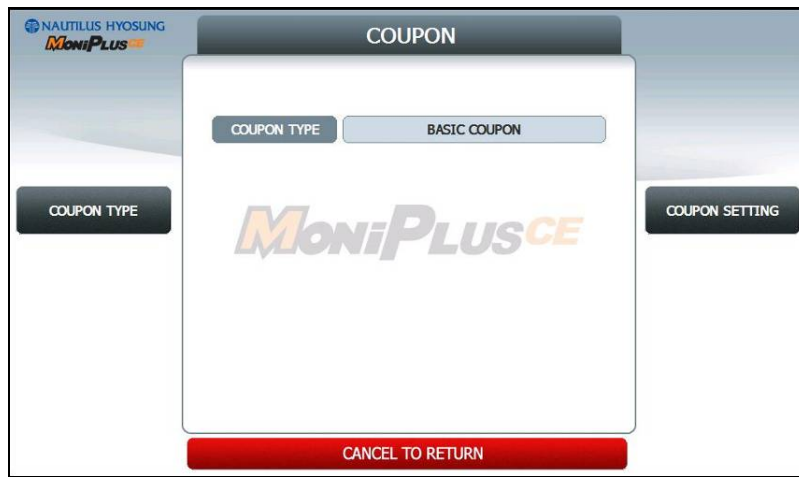 NAUTILUS HYOSUNG
MoniPlusCE
COUPON
COUPON TYPE
BASIC COUPON
COUPON TYPE
MoniPlusCE
COUPON SETTING
CANCEL TO RETURN